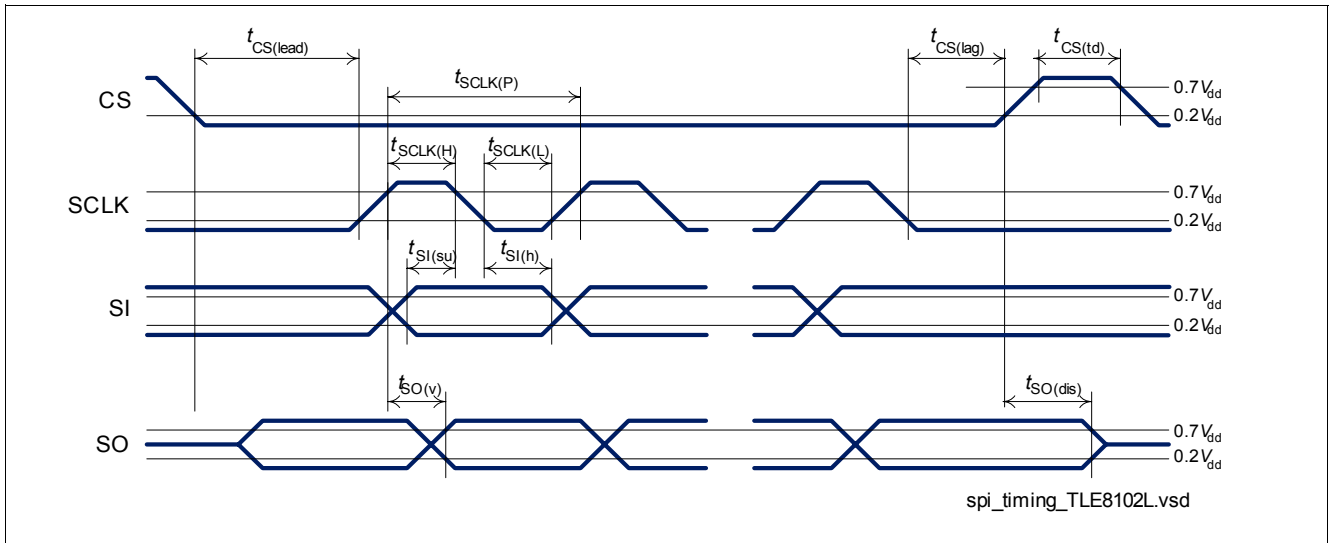 tCS(lead)
tCS(lag)
tCS(td)
tSCLK(P)
CS
0.7Vdd
0.2Vdd
tSCLK(H)
tSCLK(L)
SCLK
0.7Vdd
0.2Vdd
tSI(su)
tSI(h)
SI
0.7Vdd
0.2Vdd
tSO(v)
tSO(dis)
SO
0.7Vdd
0.2Vdd
spi_timing_TLE8102L.vsd